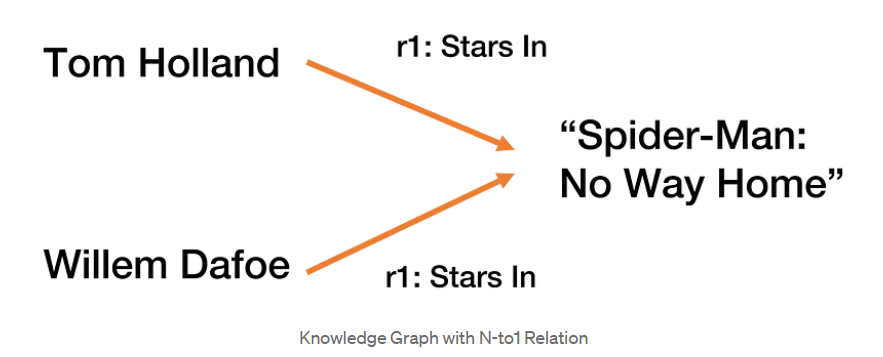 Tom Holland
r1: Stars In
“Spider-Man:
No Way Home”
Willem Dafoe
r1: Stars In
Knowledge Graph with N-to1 Relation